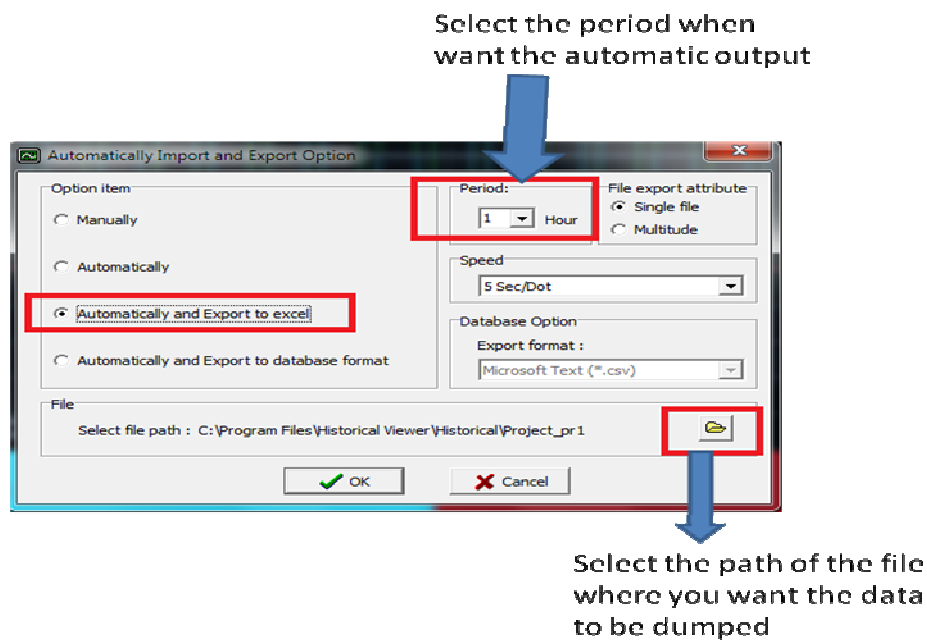 Select the period when
want the automatic output
Automatically Import and Export Option
Option item
Manually
Automatically
Automatically and Export to excel
Automatically and Export to database format
Period:
1
Hour
File export attribute
Single file
Multitude
Speed
5 Sec/Dot
Database Option
Export format :
Microsoft Text (*.csv)
File
Select file path : C:\Program Files\Historical Viewer\Historical\Project_pr1
OK
Cancel
Select the path of the file
where you want the data
to be dumped